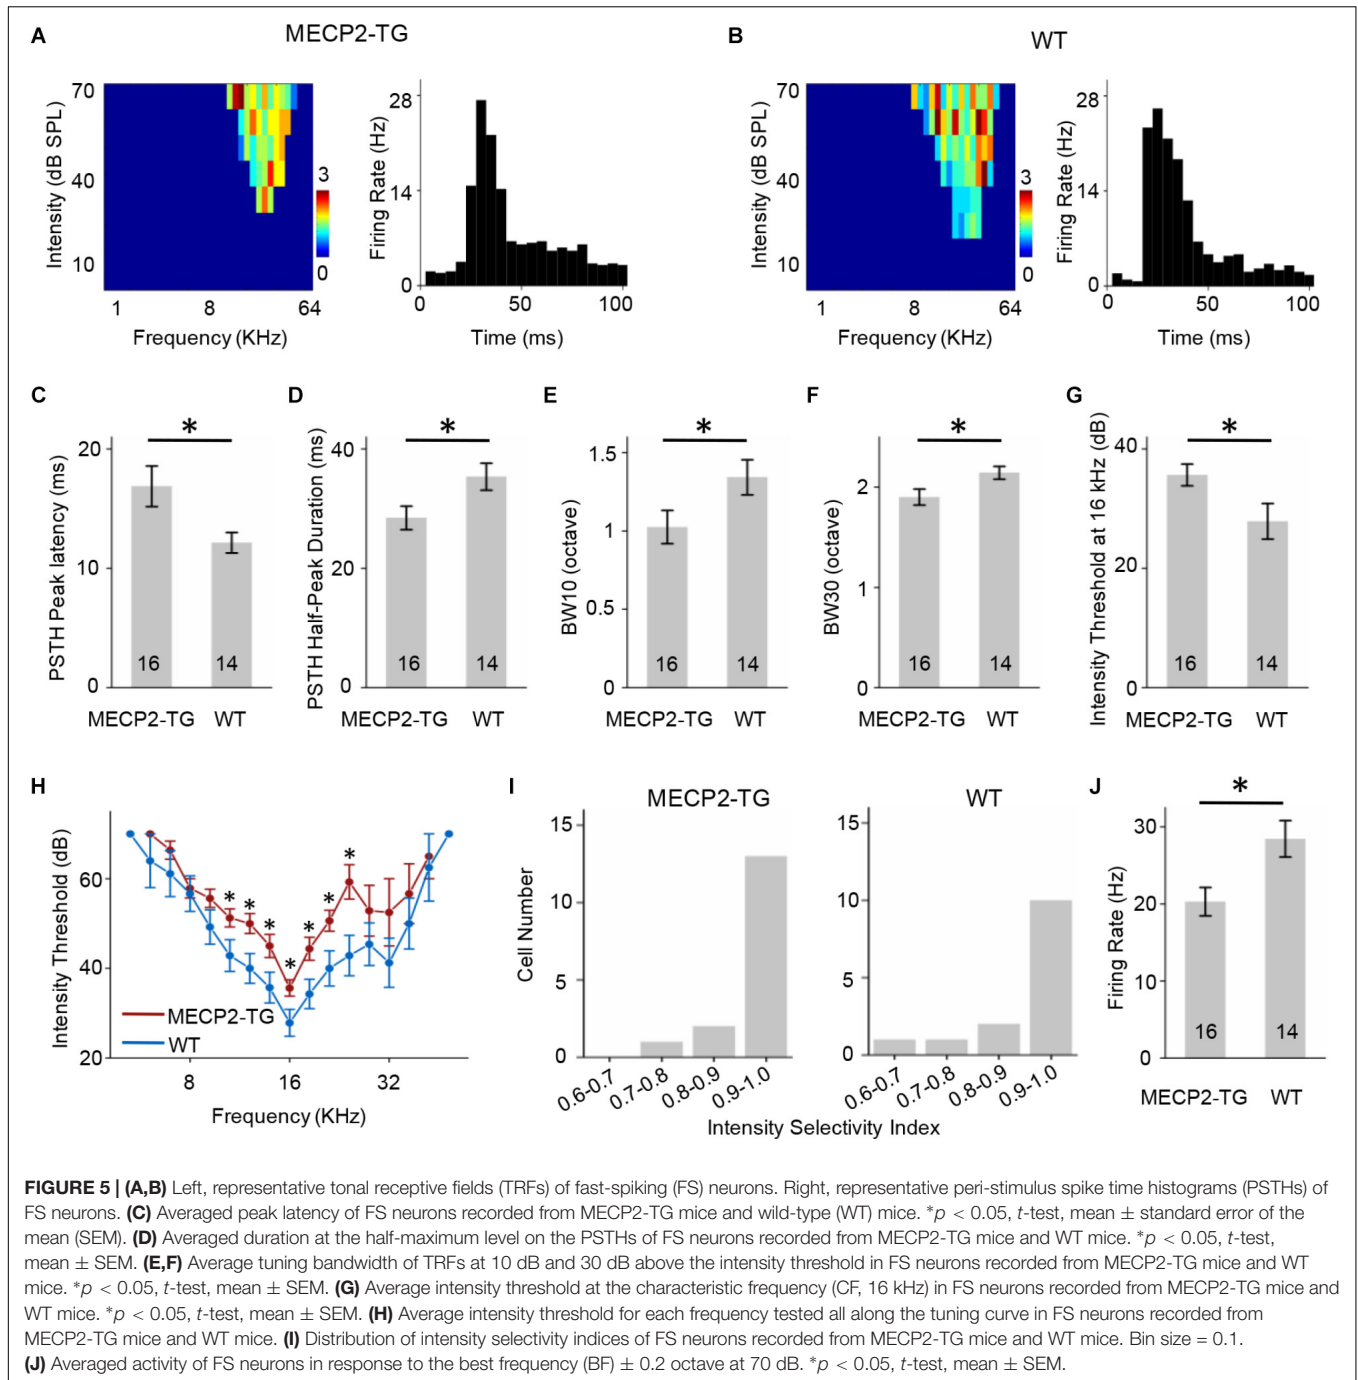 A
MECP2-TG
B
WT
Intensity (dB SPL)
70
40
10
1
8
64
Frequency (KHz)
3
0
Firing Rate (Hz)
28
14
0
0
50
100
Time (ms)
Intensity (dB SPL)
70
40
10
1
8
64
Frequency (KHz)
3
0
Firing Rate (Hz)
28
14
0
0
50
100
Time (ms)
C
PSTH Peak latency (ms)
20
10
0
*
16
14
MECP2-TG WT
D
PSTH Half-Peak Duration (ms)
40
20
0
*
16
14
MECP2-TG WT
E
BW10 (octave)
1.5
1
0.5
0
*
16
14
MECP2-TG WT
F
BW30 (octave)
2
1
0
*
16
14
MECP2-TG WT
G
Intensity Threshold at 16 kHz (dB)
40
20
0
*
16
14
MECP2-TG WT
H
Intensity Threshold (dB)
60
40
20
* * * * * * *
MECP2-TG
WT
8
16
32
Frequency (KHz)
I
MECP2-TG
WT
Cell Number
15
10
5
0
0.6-0.7
0.7-0.8
0.8-0.9
0.9-1.0
15
10
5
0
0.6-0.7
0.7-0.8
0.8-0.9
0.9-1.0
Intensity Selectivity Index
J
Firing Rate (Hz)
30
20
10
0
*
16
14
MECP2-TG WT
FIGURE 5 | (A,B) Left, representative tonal receptive fields (TRFs) of fast-spiking (FS) neurons. Right, representative peri-stimulus spike time histograms (PSTHs) of
FS neurons. (C) Averaged peak latency of FS neurons recorded from MECP2-TG mice and wild-type (WT) mice. *p < 0.05, t-test, mean ± standard error of the
mean (SEM). (D) Averaged duration at the half-maximum level on the PSTHs of FS neurons recorded from MECP2-TG mice and WT mice. *p < 0.05, t-test,
mean ± SEM. (E,F) Average tuning bandwidth of TRFs at 10 dB and 30 dB above the intensity threshold in FS neurons recorded from MECP2-TG mice and WT
mice. *p < 0.05, t-test, mean ± SEM. (G) Average intensity threshold at the characteristic frequency (CF, 16 kHz) in FS neurons recorded from MECP2-TG mice and
WT mice. *p < 0.05, t-test, mean ± SEM. (H) Average intensity threshold for each frequency tested all along the tuning curve in FS neurons recorded from
MECP2-TG mice and WT mice. (I) Distribution of intensity selectivity indices of FS neurons recorded from MECP2-TG mice and WT mice. Bin size = 0.1.
(J) Averaged activity of FS neurons in response to the best frequency (BF) ± 0.2 octave at 70 dB. *p < 0.05, t-test, mean ± SEM.